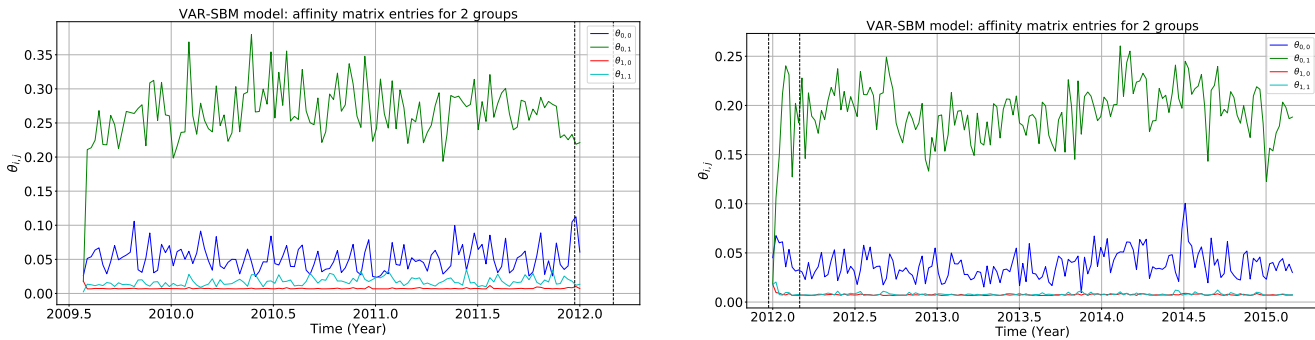 VAR-SBM model: affinity matrix entries for 2 groups
θi,j
0.35
0.30
0.25
0.20
0.15
0.10
0.05
0.00
θ0,0
θ0,1
θ1,0
θ1,1
2009.5 2010.0 2010.5 2011.0 2011.5 2012.0
Time (Year)
VAR-SBM model: affinity matrix entries for 2 groups
θi,j
0.25
0.20
0.15
0.10
0.05
0.00
θ0,0
θ0,1
θ1,0
θ1,1
2012.0 2012.5 2013.0 2013.5 2014.0 2014.5 2015.0
Time (Year)